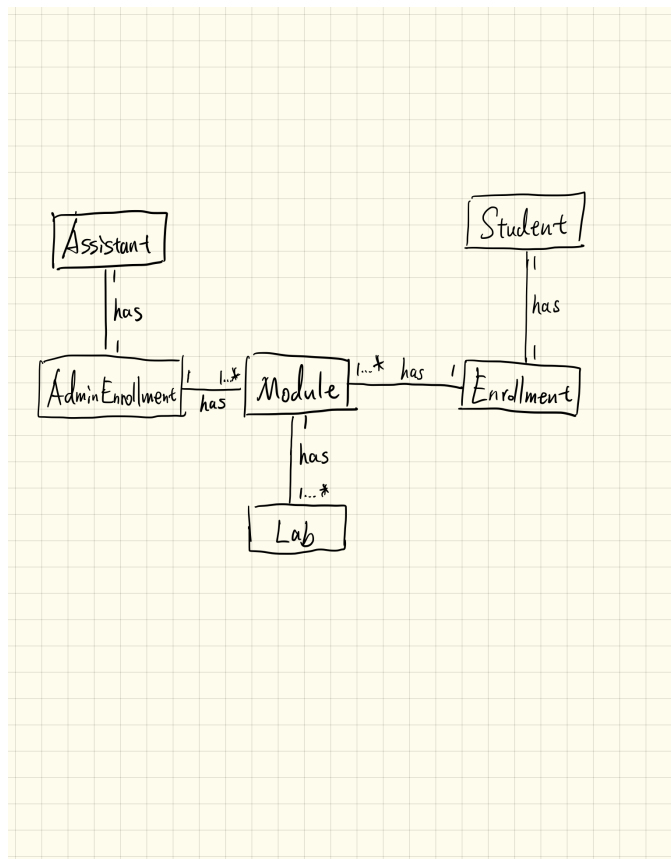 Student
Assistant
1
1
has
has
1
1
AdminEnrollment
1
1..*
has
Module
1...*
has
1
Enrollment
1
has
1...*
Lab